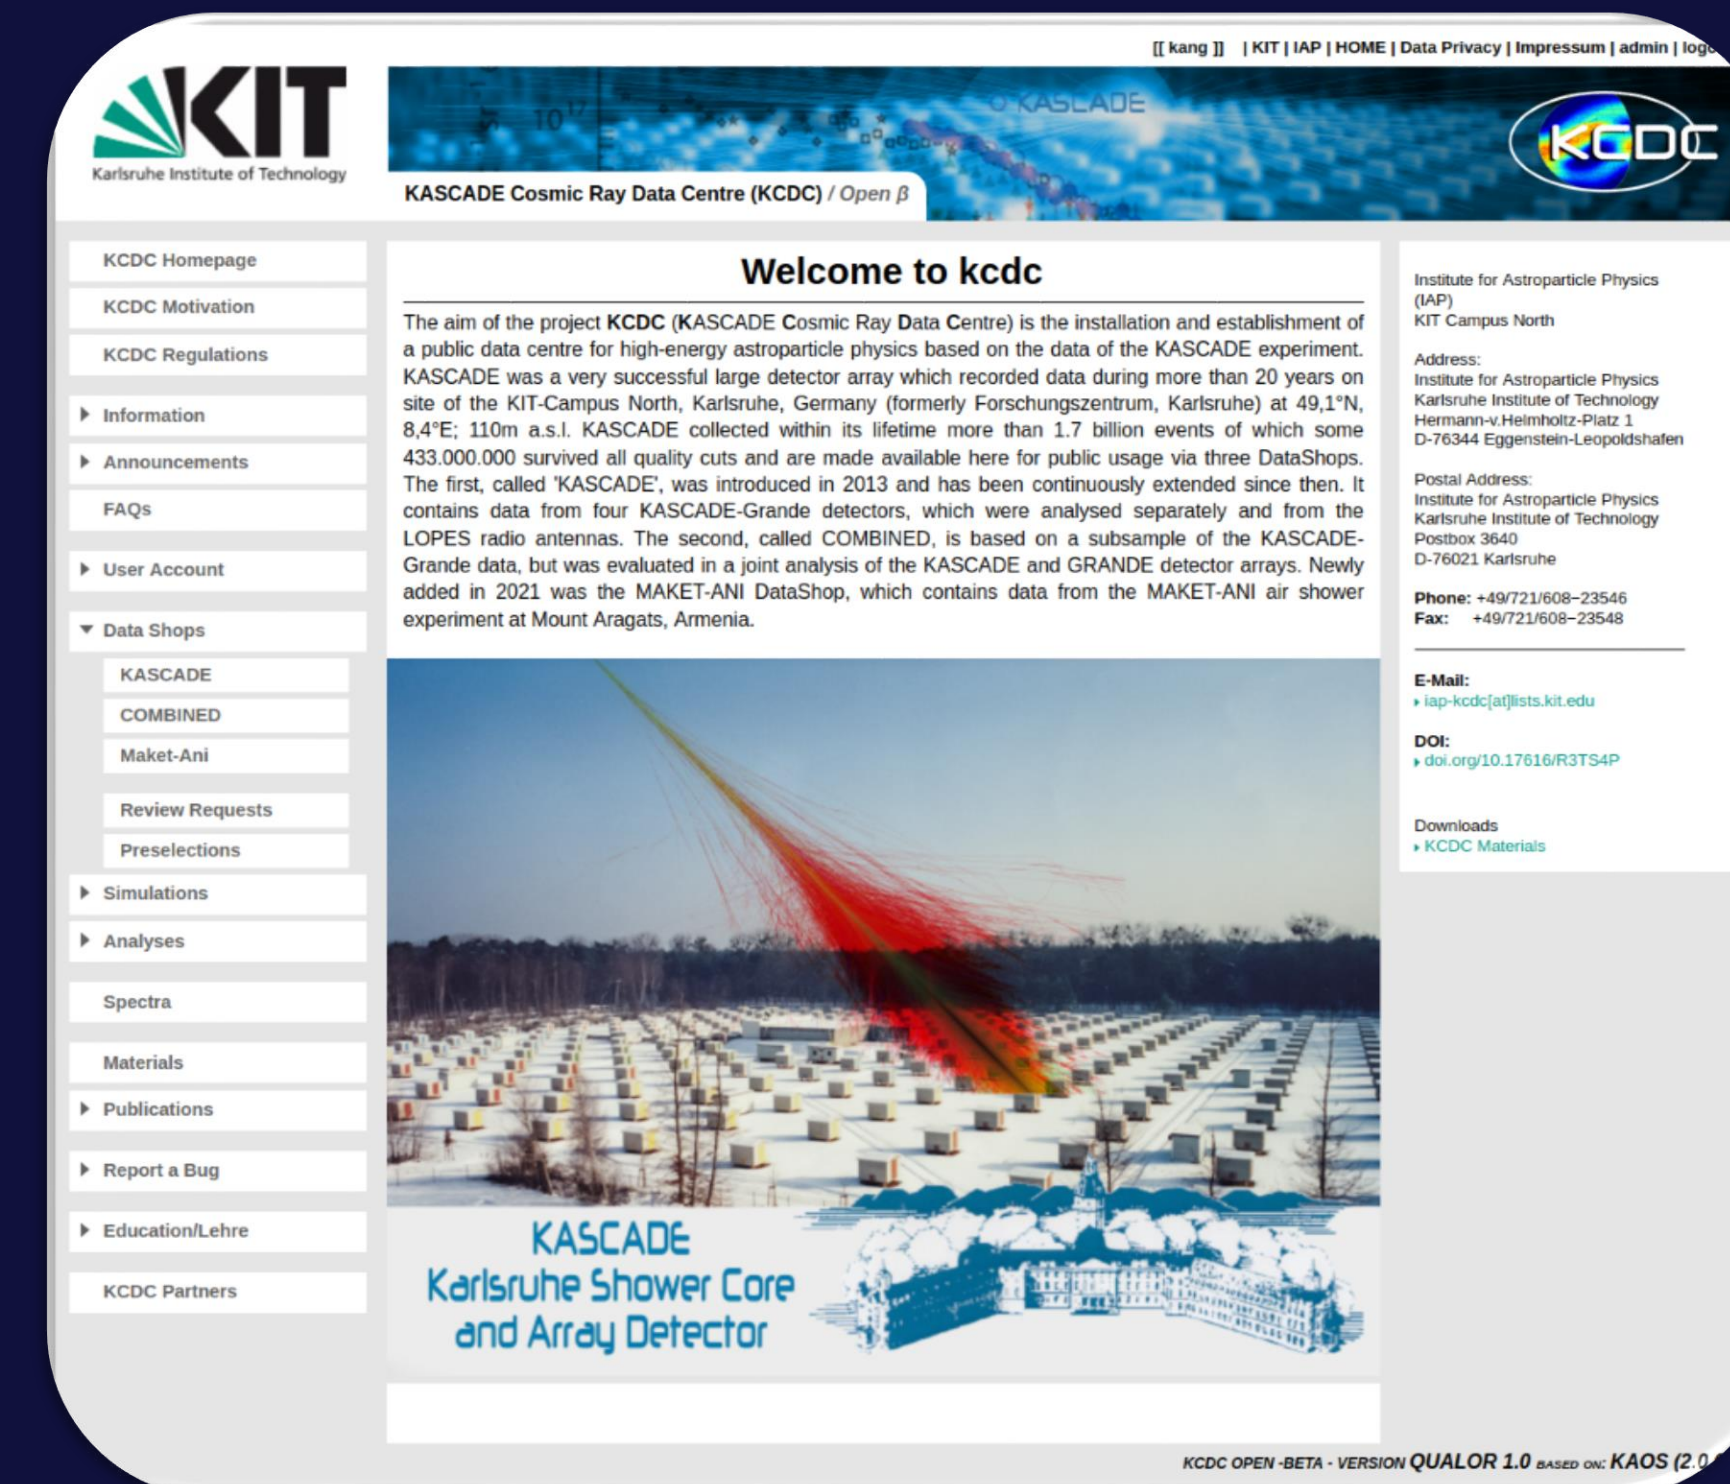 [[ kang ]] | KIT | IAP | HOME | Data Privacy | Impressum | admin |
KIT
Karlsruhe Institute of Technology
10^17
KASCADE
KCDC
KASCADE Cosmic Ray Data Centre (KCDC) / Open β
KCDC Homepage
KCDC Motivation
KCDC Regulations
Information
Announcements
FAQs
User Account
Data Shops
KASCADE
COMBINED
Maket-Ani
Review Requests
Preselections
Simulations
Analyses
Spectra
Materials
Publications
Report a Bug
Education/Lehre
KCDC Partners
Welcome to kcdc
The aim of the project KCDC (KASCADE Cosmic Ray Data Centre) is the installation and establishment of
a public data centre for high-energy astroparticle physics based on the data of the KASCADE experiment.
KASCADE was a very successful large detector array which recorded data during more than 20 years on
site of the KIT-Campus North, Karlsruhe, Germany (formerly Forschungszentrum, Karlsruhe) at 49,1°N,
8,4°E; 110m a.s.l. KASCADE collected within its lifetime more than 1.7 billion events of which some
433.000.000 survived all quality cuts and are made available here for public usage via three DataShops.
The first, called 'KASCADE', was introduced in 2013 and has been continuously extended since then. It
contains data from four KASCADE-Grande detectors, which were analysed separately and from the
LOPES radio antennas. The second, called COMBINED, is based on a subsample of the KASCADE-
Grande data, but was evaluated in a joint analysis of the KASCADE and GRANDE detector arrays. Newly
added in 2021 was the MAKET-ANI DataShop, which contains data from the MAKET-ANI air shower
experiment at Mount Aragats, Armenia.
KASCADE
Karlsruhe Shower Core
and Array Detector
Institute for Astroparticle Physics
(IAP)
KIT Campus North
Address:
Institute for Astroparticle Physics
Karlsruhe Institute of Technology
Hermann-v.Helmholtz-Platz 1
D-76344 Eggenstein-Leopoldshafen
Postal Address:
Institute for Astroparticle Physics
Karlsruhe Institute of Technology
Postbox 3640
D-76021 Karlsruhe
Phone: +49/721/608–23546
Fax: +49/721/608–23548
E-Mail:
iap-kcdc[at]lists.kit.edu
DOI:
doi.org/10.17616/R3TS4P
Downloads
KCDC Materials
KCDC OPEN -BETA - VERSION QUALOR 1.0 BASED ON: KAOS (2.0